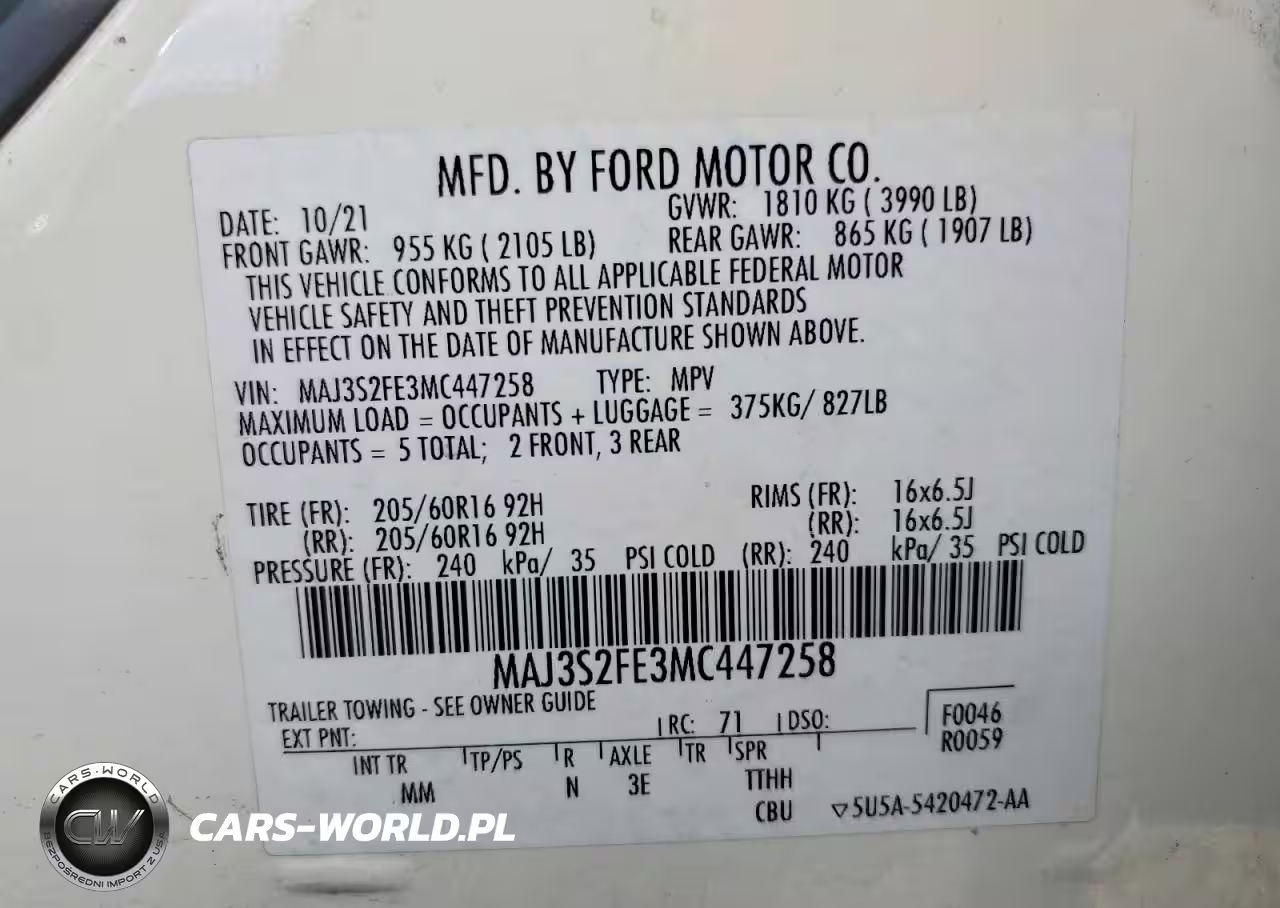 MFD. BY FORD MOTOR CO.
DATE: 10/21 GVWR: 1810 KG ( 3990 LB)
FRONT GAWR: 955 KG ( 2105 LB) REAR GAWR: 865 KG ( 1907 LB)
THIS VEHICLE CONFORMS TO ALL APPLICABLE FEDERAL MOTOR
VEHICLE SAFETY AND THEFT PREVENTION STANDARDS
IN EFFECT ON THE DATE OF MANUFACTURE SHOWN ABOVE.
VIN: MAJ3S2FE3MC447258 TYPE: MPV
MAXIMUM LOAD = OCCUPANTS + LUGGAGE = 375KG/ 827LB
OCCUPANTS = 5 TOTAL; 2 FRONT, 3 REAR
TIRE (FR): 205/60R16 92H RIMS (FR): 16x6.5J
(RR): 205/60R16 92H (RR): 16x6.5J
PRESSURE (FR): 240 kPa/ 35 PSI COLD (RR): 240 kPa/ 35 PSI COLD
MAJ3S2FE3MC447258
TRAILER TOWING - SEE OWNER GUIDE
EXT PNT: RC: 71 DSO: F0046
R0059
INT TR TP/PS R AXLE TR SPR
MM N 3E TTHH
CBU ▽5U5A-5420472-AA
CARS-WORLD
CW
BEZPOŚREDNI IMPORT Z USA
CARS-WORLD.PL